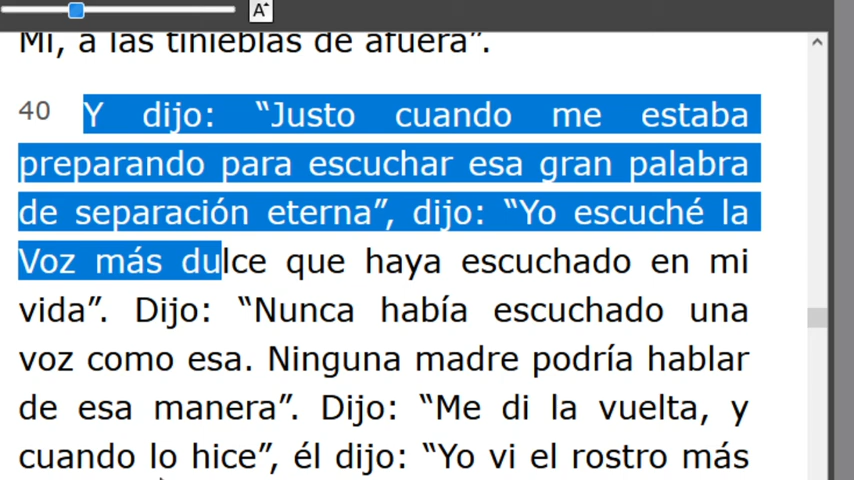 A
Mí, a las tinieblas de afuera”.
40 Y dijo: “Justo cuando me estaba
preparando para escuchar esa gran palabra
de separación eterna”, dijo: “Yo escuché la
Voz más dulce que haya escuchado en mi
vida”. Dijo: “Nunca había escuchado una
voz como esa. Ninguna madre podría hablar
de esa manera”. Dijo: “Me di la vuelta, y
cuando lo hice”, él dijo: “Yo vi el rostro más